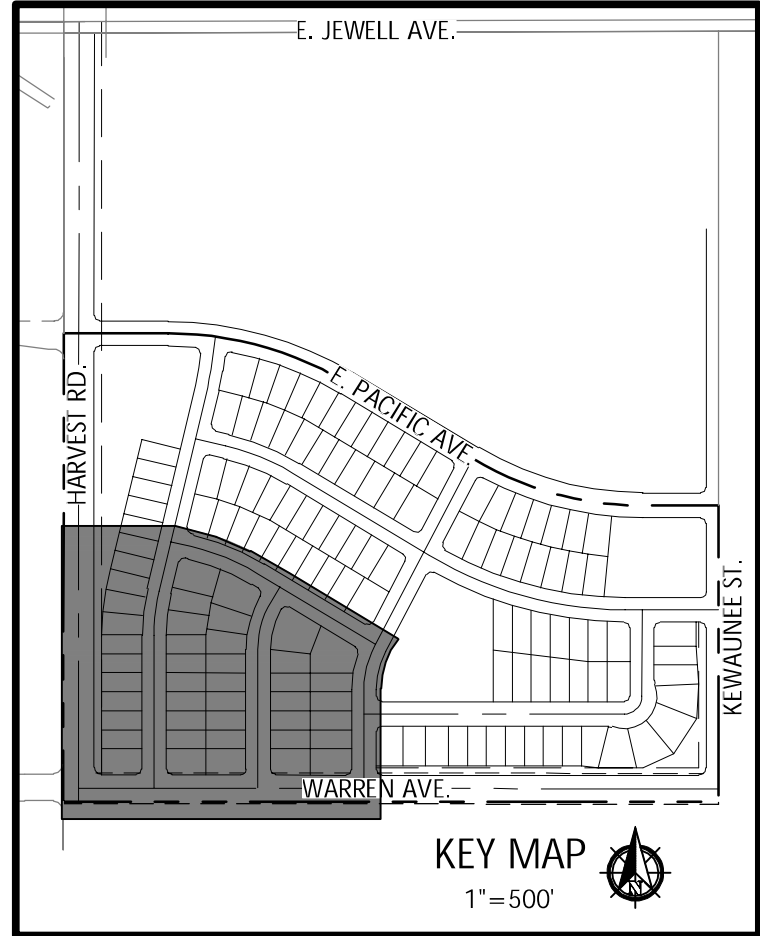 E. JEWELL AVE.
HARVEST RD.
E. PACIFIC AVE.
KEWAUNEE ST.
WARREN AVE.
KEY MAP
N
1"=500'